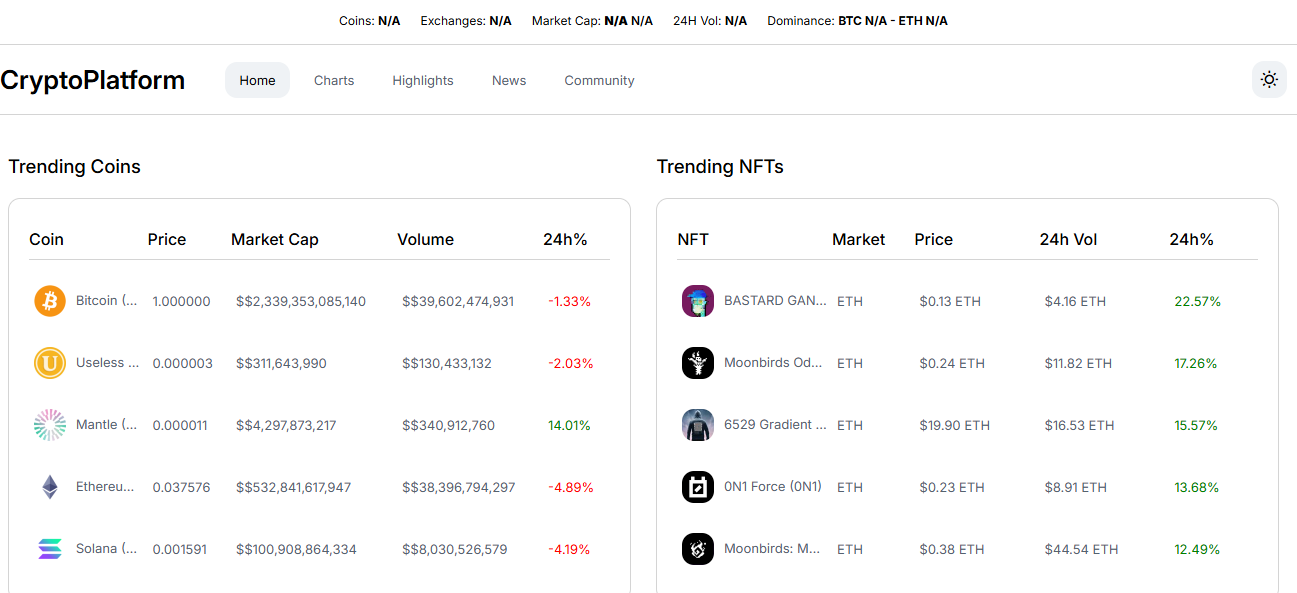 Coins: N/A Exchanges: N/A Market Cap: N/A N/A 24H Vol: N/A Dominance: BTC N/A - ETH N/A
CryptoPlatform Home Charts Highlights News Community
Trending Coins
Coin Price Market Cap Volume 24h%
Bitcoin (... 1.000000 $$2,339,353,085,140 $$39,602,474,931 -1.33%
Useless ... 0.000003 $$311,643,990 $$130,433,132 -2.03%
Mantle (... 0.000011 $$4,297,873,217 $$340,912,760 14.01%
Ethereu... 0.037576 $$532,841,617,947 $$38,396,794,297 -4.89%
Solana (... 0.001591 $$100,908,864,334 $$8,030,526,579 -4.19%
Trending NFTs
NFT Market Price 24h Vol 24h%
BASTARD GAN... ETH $0.13 ETH $4.16 ETH 22.57%
Moonbirds Od... ETH $0.24 ETH $11.82 ETH 17.26%
6529 Gradient ... ETH $19.90 ETH $16.53 ETH 15.57%
0N1 Force (0N1) ETH $0.23 ETH $8.91 ETH 13.68%
Moonbirds: M... ETH $0.38 ETH $44.54 ETH 12.49%